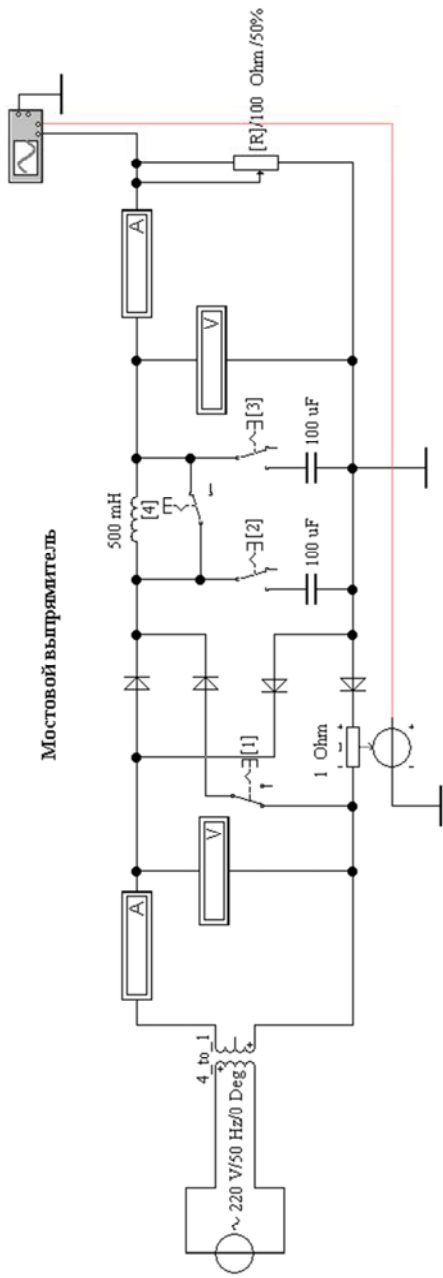 Мостовой выпрямитель
~ 220 V/50 Hz/0 Deg
4_to_1
A
V
[1]
1 Ohm
500 mH
[4]
[2]
100 uF
[3]
100 uF
V
A
[R]/100 Ohm /50%